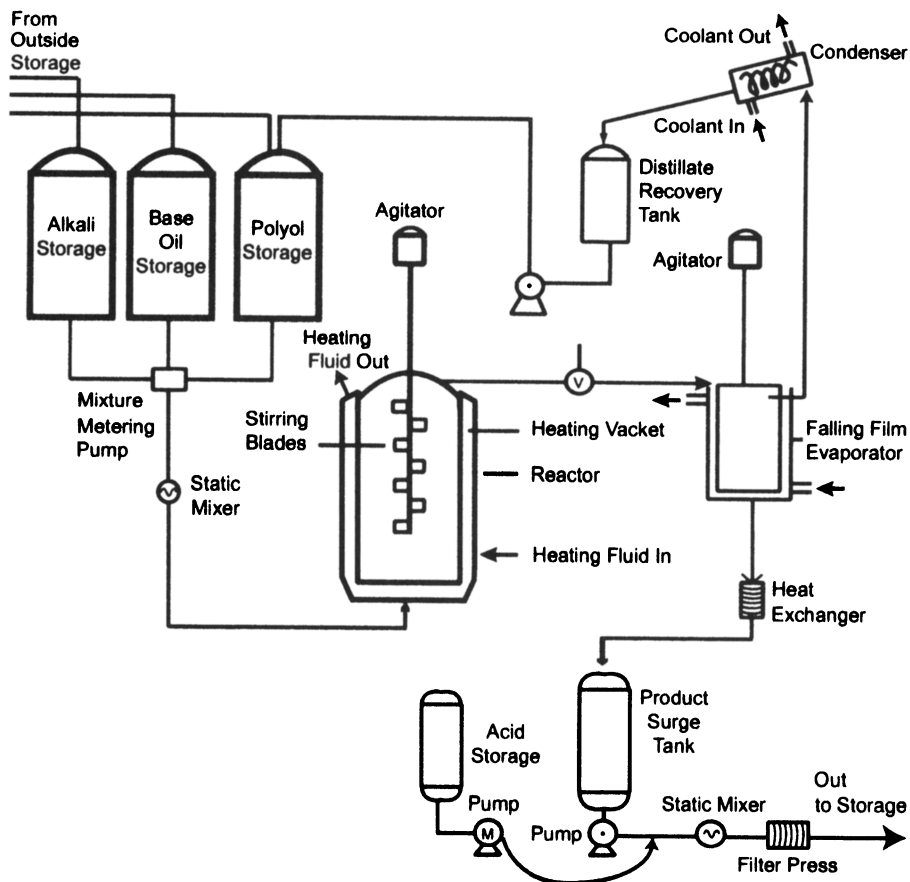 From
Outside
Storage
Alkali
Storage
Base
Oil
Storage
Polyol
Storage
Mixture
Metering
Pump
Static
Mixer
Agitator
Heating
Fluid Out
Stirring
Blades
Heating Vacket
Reactor
Heating Fluid In
V
Coolant Out
Condenser
Coolant In
Distillate
Recovery
Tank
Agitator
Falling Film
Evaporator
Heat
Exchanger
Product
Surge
Tank
Acid
Storage
Pump
M
Pump
Static Mixer
Filter Press
Out
to Storage